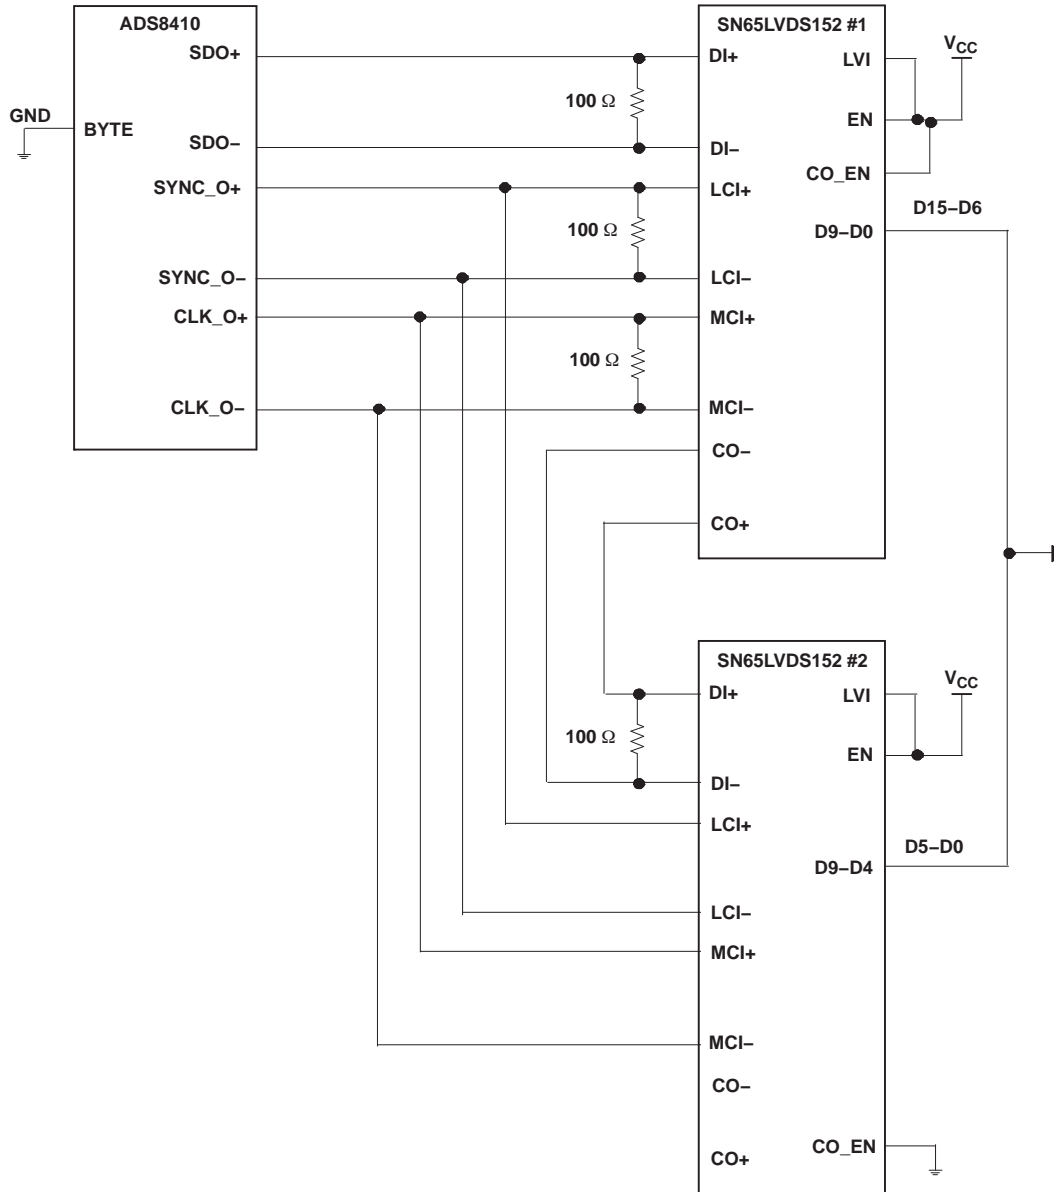 ADS8410
SDO+
GND
BYTE
SDO−
SYNC_O+
SYNC_O−
CLK_O+
CLK_O−
100 Ω
100 Ω
100 Ω
SN65LVDS152 #1
DI+
LVI
VCC
EN
DI−
CO_EN
LCI+
D15−D6
D9−D0
LCI−
MCI+
MCI−
CO−
CO+
SN65LVDS152 #2
DI+
LVI
VCC
100 Ω
EN
DI−
LCI+
D5−D0
D9−D4
LCI−
MCI+
MCI−
CO−
CO_EN
CO+